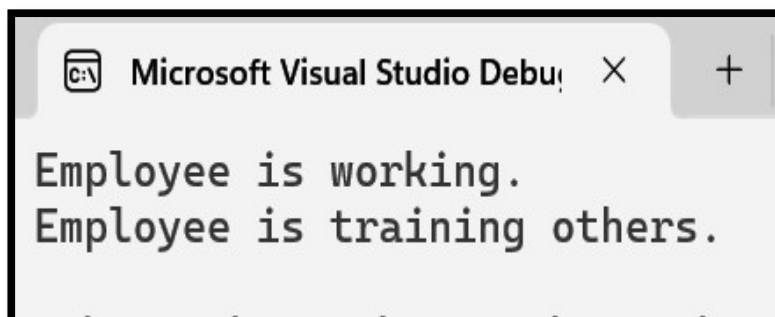 C:\ Microsoft Visual Studio Debu
Employee is working.
Employee is training others.